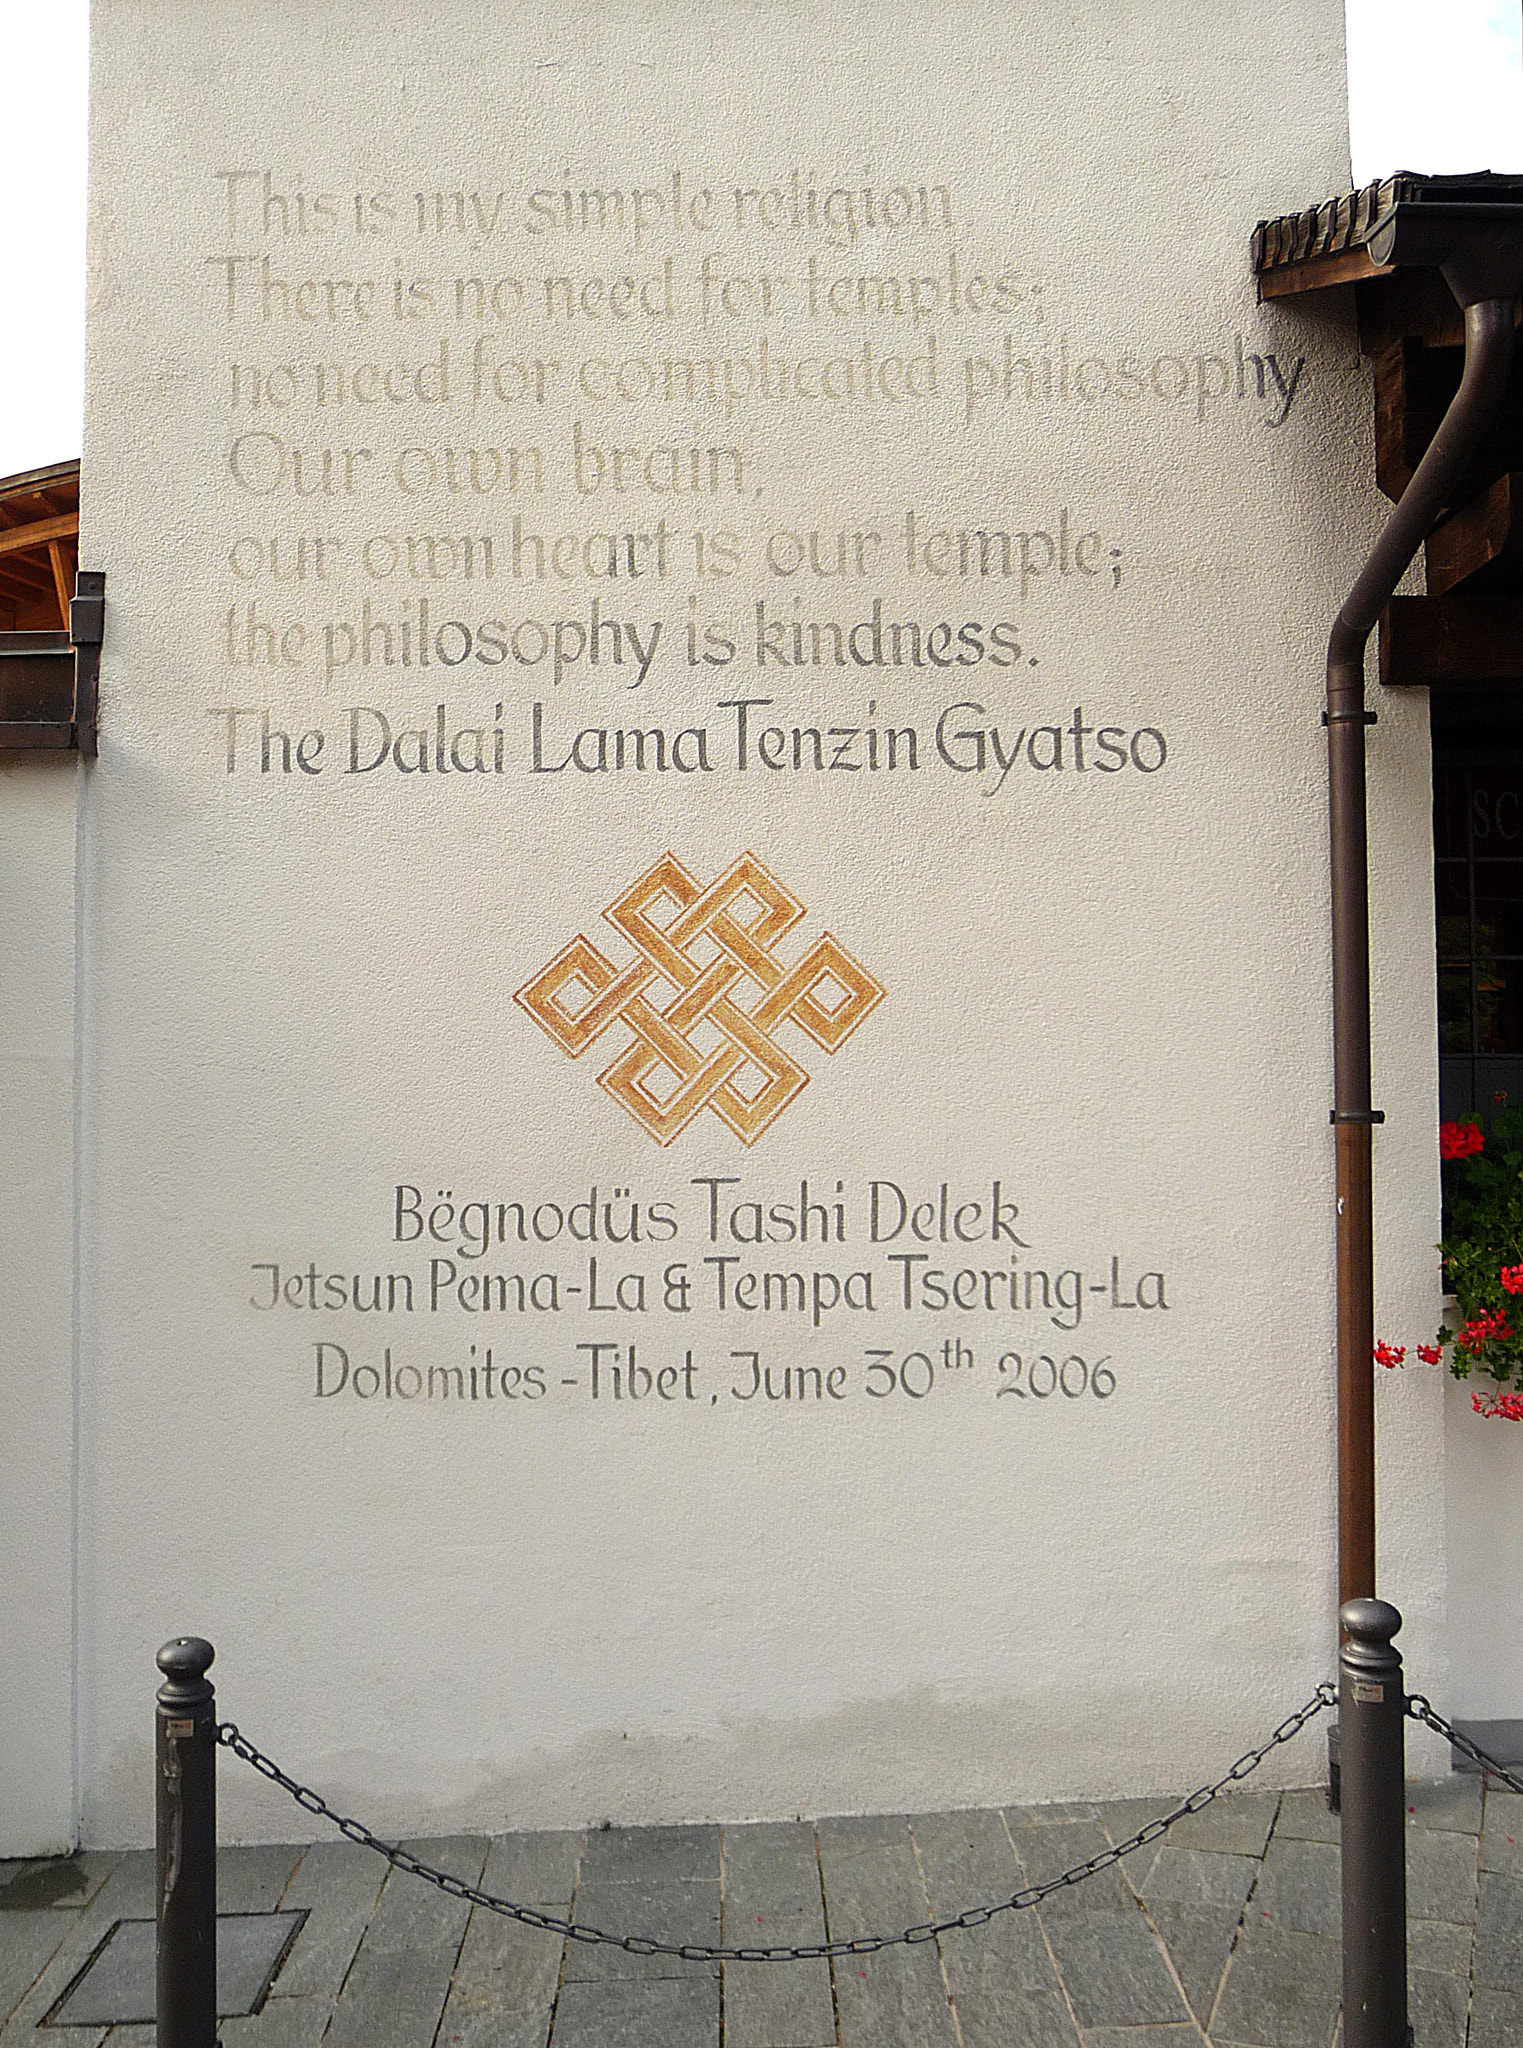 This is my simple religion
There is no need for temples;
no need for complicated philosophy
Our own brain,
our own heart is our temple;
the philosophy is kindness.
The Dalai Lama Tenzin Gyatso
Bëgnodüs Tashi Delek
Jetsun Pema-La & Tempa Tsering-La
Dolomites -Tibet, June 30th 2006
SC